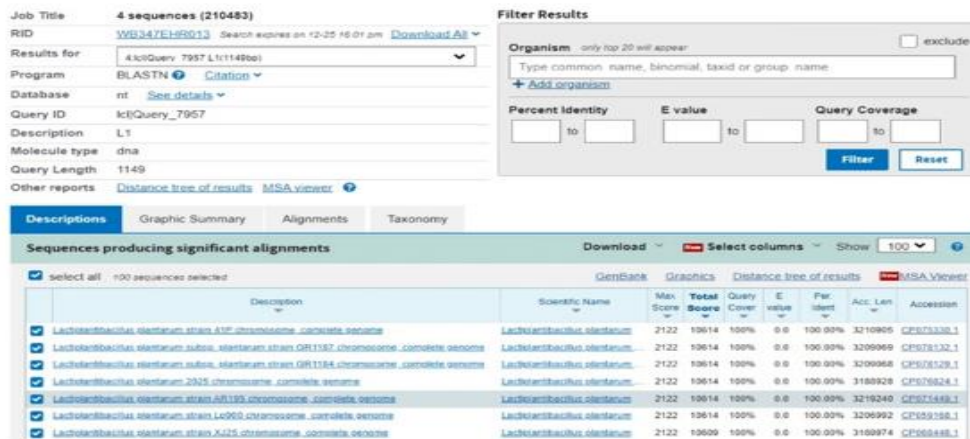 Job Title 4 sequences (210483)
RID WB347EHR013 Search expires on 12-25 16:01 pm Download All
Results for 4:lcl|Query_7957 L1(1149bp)
Program BLASTN Citation
Database nt See details
Query ID lcl|Query_7957
Description L1
Molecule type dna
Query Length 1149
Other reports Distance tree of results MSA viewer
Filter Results
Organism only top 20 will appear exclude
Type common name, binomial, taxid or group name
+ Add organism
Percent Identity E value Query Coverage
to to to
Filter Reset
Descriptions Graphic Summary Alignments Taxonomy
Sequences producing significant alignments Download New Select columns Show 100
select all 100 sequences selected GenBank Graphics Distance tree of results New MSA Viewer
Description Scientific Name Max Score Total Score Query Cover E value Per. Ident Acc. Len Accession
Lactiplantibacillus plantarum strain 41P chromosome, complete genome Lactiplantibacillus plantarum 2122 10614 100% 0.0 100.00% 3210805 CP075330.1
Lactiplantibacillus plantarum subsp. plantarum strain GR1187 chromosome, complete genome Lactiplantibacillus plantarum... 2122 10614 100% 0.0 100.00% 3209069 CP076132.1
Lactiplantibacillus plantarum subsp. plantarum strain GR1184 chromosome, complete genome Lactiplantibacillus plantarum... 2122 10614 100% 0.0 100.00% 3209068 CP076129.1
Lactiplantibacillus plantarum 2025 chromosome, complete genome Lactiplantibacillus plantarum 2122 10614 100% 0.0 100.00% 3188928 CP076824.1
Lactiplantibacillus plantarum strain AR195 chromosome, complete genome Lactiplantibacillus plantarum 2122 10614 100% 0.0 100.00% 3219240 CP071449.1
Lactiplantibacillus plantarum strain Lp900 chromosome, complete genome Lactiplantibacillus plantarum 2122 10614 100% 0.0 100.00% 3206992 CP059168.1
Lactiplantibacillus plantarum strain XJ25 chromosome, complete genome Lactiplantibacillus plantarum 2122 10609 100% 0.0 100.00% 3169874 CP068448.1